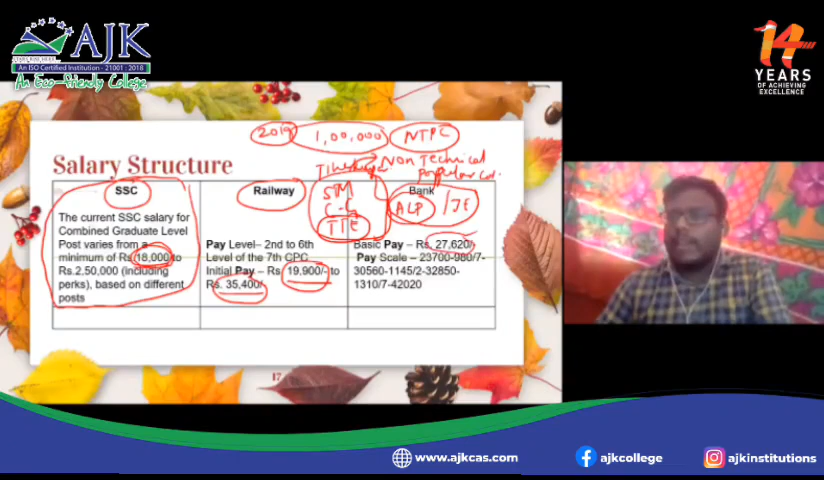 AJK
An ISO Certified Institution - 21001 : 2018
An Eco-friendly College
14
YEARS
OF ACHIEVING
EXCELLENCE
2019 1,00,000 NTPC
Non Technical
popular Cat.
Salary Structure
SSC
Railway
Bank
SM
C.C
TTE
ALP / JE
The current SSC salary for
Combined Graduate Level
Post varies from a
minimum of Rs.18,000 to
Rs.2,50,000 (including
perks), based on different
posts
Pay Level– 2nd to 6th
Level of the 7th CPC
Initial Pay – Rs 19,900/- to
Rs. 35,400/
Basic Pay – Rs. 27,620/
Pay Scale – 23700-980/7-
30560-1145/2-32850-
1310/7-42020
17
www.ajkcas.com
ajkcollege
ajkinstitutions